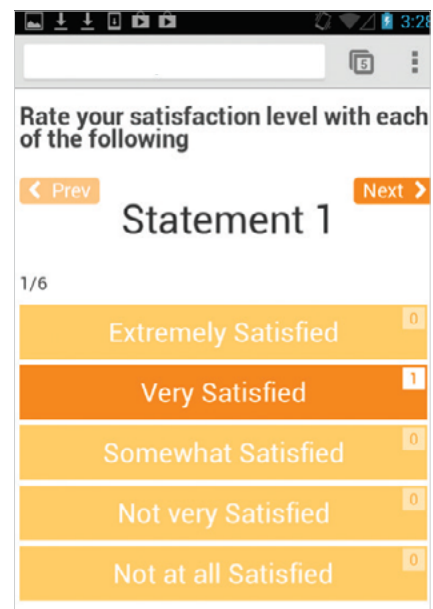 3:28
5
Rate your satisfaction level with each
of the following
Prev
Next
Statement 1
1/6
Extremely Satisfied
0
Very Satisfied
1
Somewhat Satisfied
0
Not very Satisfied
0
Not at all Satisfied
0